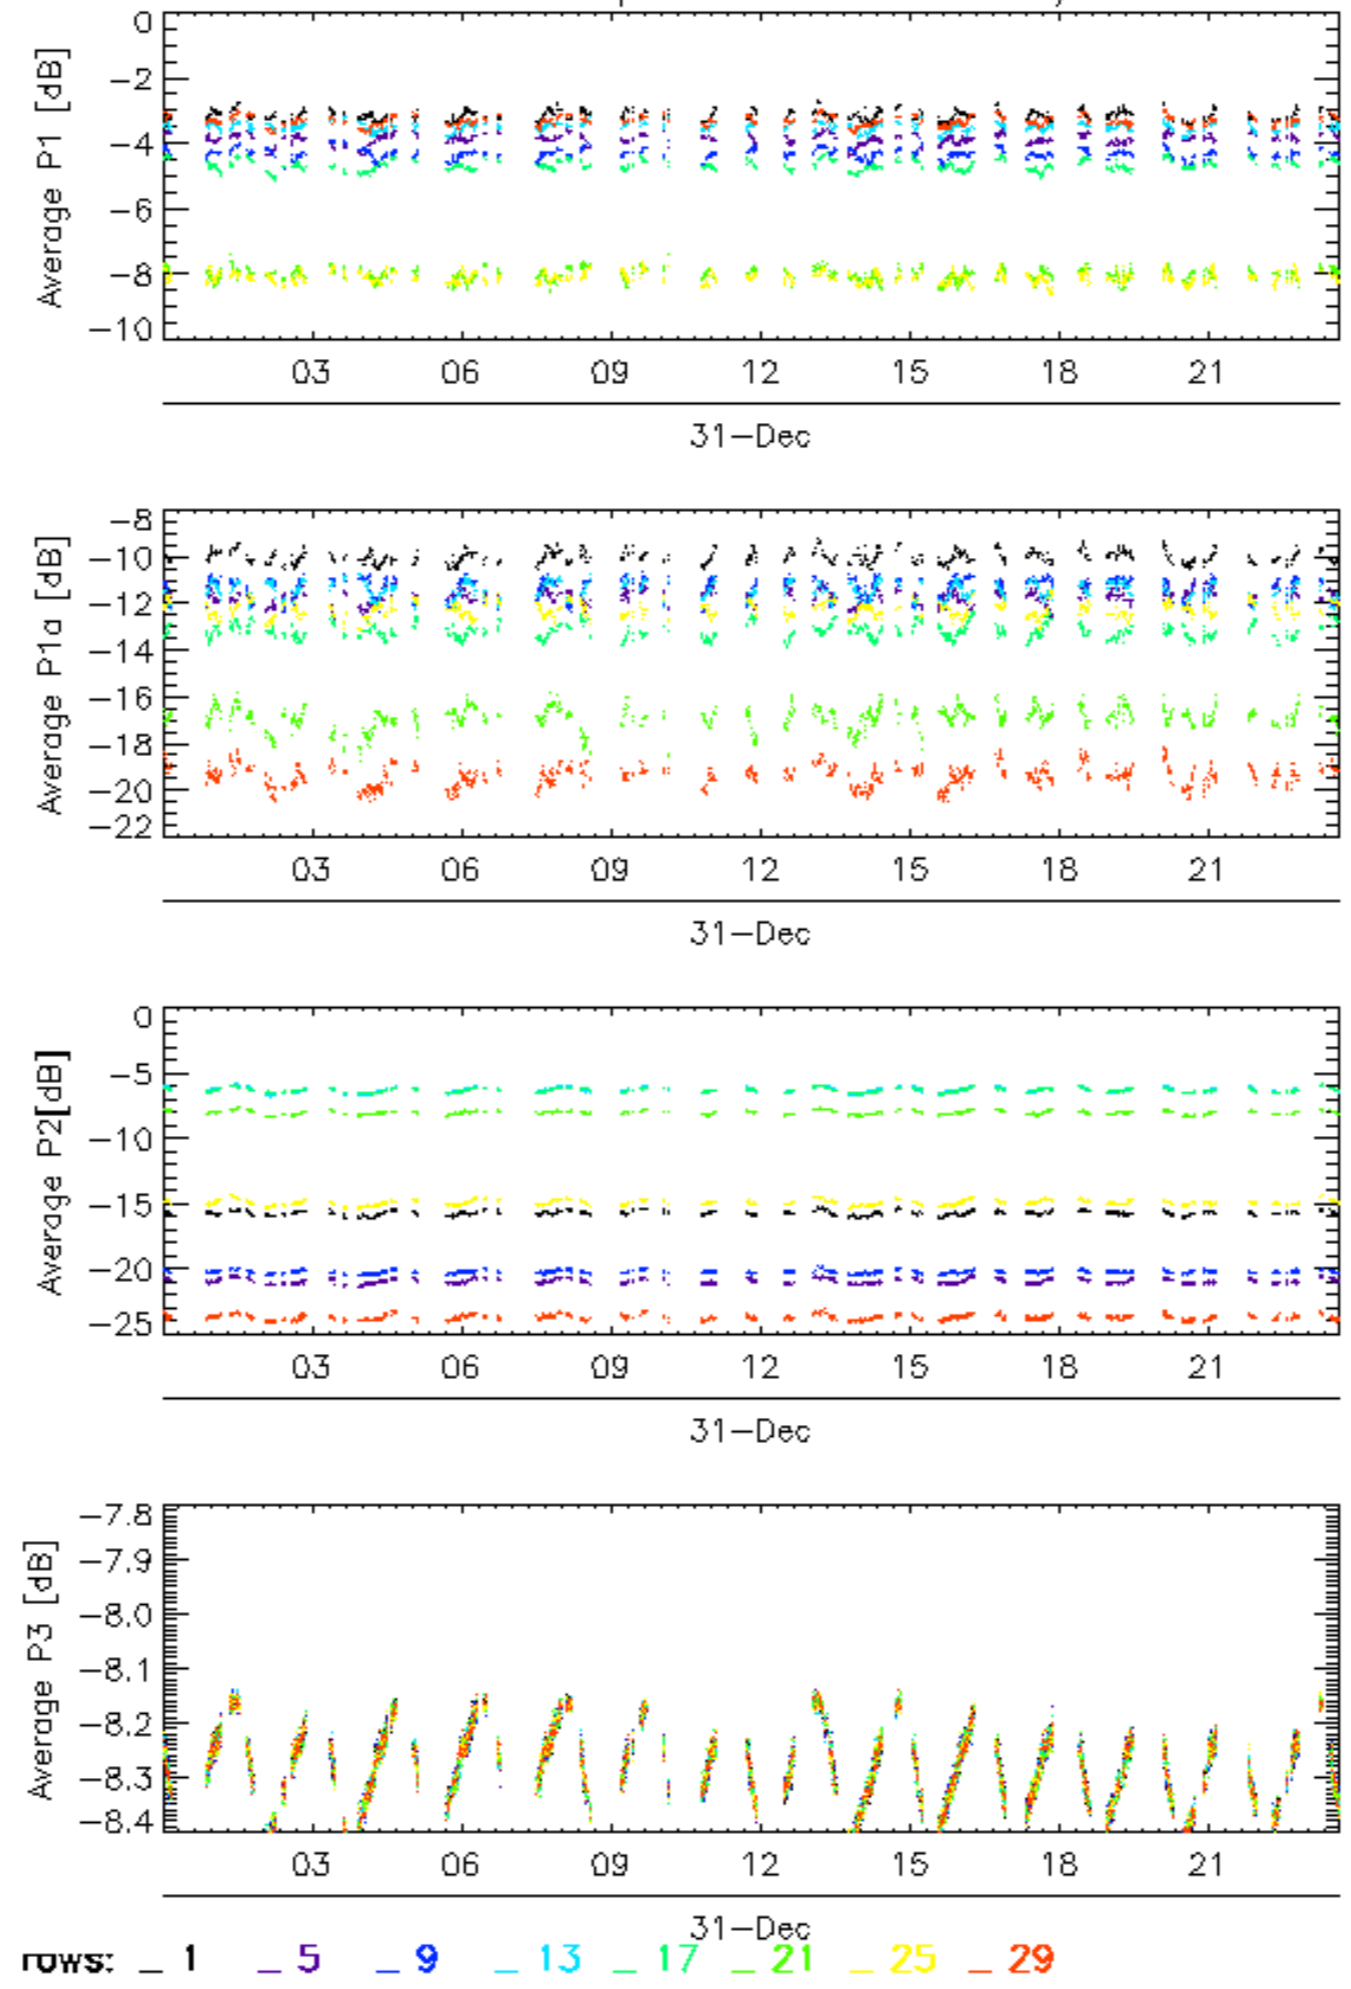 Average P1 [dB]
0
−2
−4
−6
−8
−10
03 06 09 12 15 18 21
31−Dec
Average P1a [dB]
−8
−10
−12
−14
−16
−18
−20
−22
03 06 09 12 15 18 21
31−Dec
Average P2[dB]
0
−5
−10
−15
−20
−25
03 06 09 12 15 18 21
31−Dec
Average P3 [dB]
−7.8
−7.9
−8.0
−8.1
−8.2
−8.3
−8.4
03 06 09 12 15 18 21
31−Dec
rows: _ 1 _ 5 _ 9 _ 13 _ 17 _ 21 _ 25 _ 29